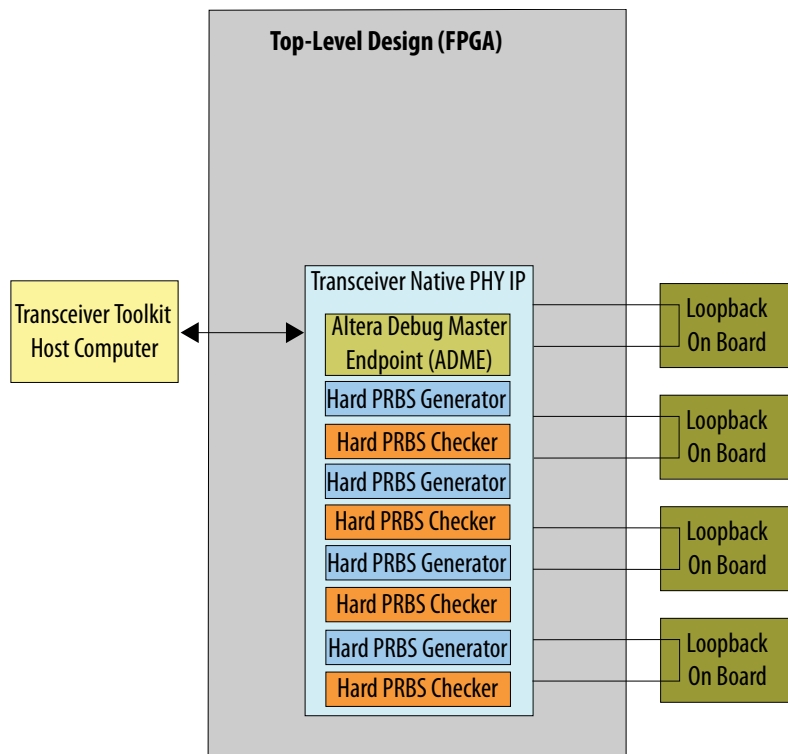 Top-Level Design (FPGA)
Transceiver Native PHY IP
Transceiver Toolkit
Host Computer
Altera Debug Master
Endpoint (ADME)
Hard PRBS Generator
Hard PRBS Checker
Hard PRBS Generator
Hard PRBS Checker
Hard PRBS Generator
Hard PRBS Checker
Hard PRBS Generator
Hard PRBS Checker
Loopback
On Board
Loopback
On Board
Loopback
On Board
Loopback
On Board